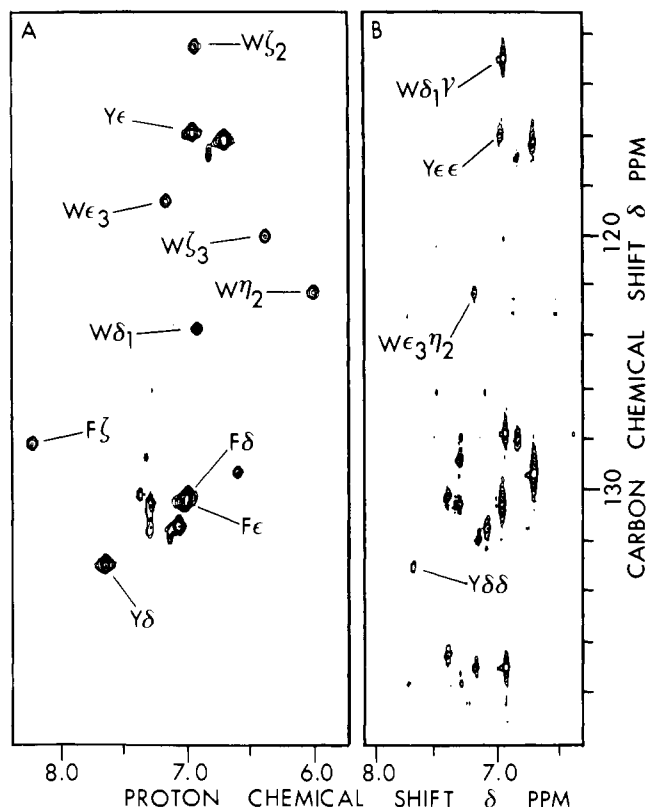 A
B
Wζ2
Wδ1γ
Yε
Yεε
Wε3
Wζ3
120
Wη2
Wε3η2
Wδ1
Fζ
Fδ
130
Fε
Yδδ
Yδ
CARBON CHEMICAL SHIFT δ PPM
8.0 7.0 6.0 8.0 7.0
PROTON CHEMICAL SHIFT δ PPM